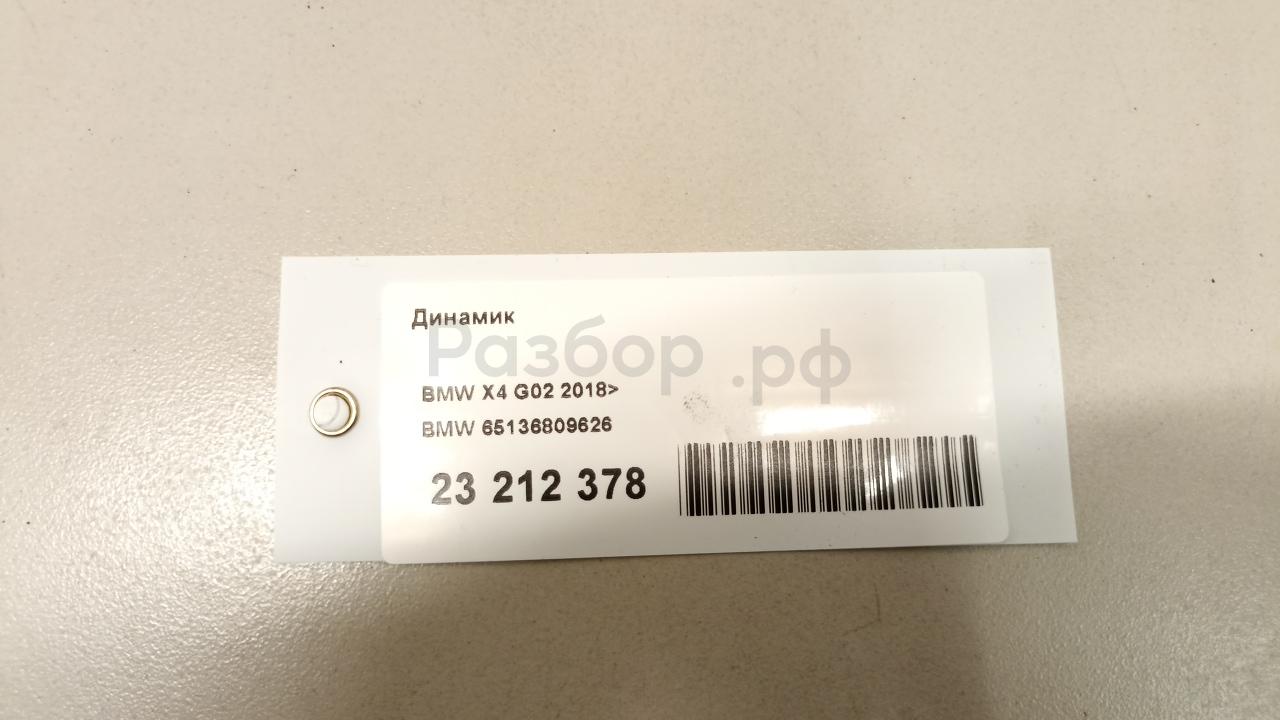 Динамик
Разбор.рф
BMW X4 G02 2018>
BMW 65136809626
23 212 378